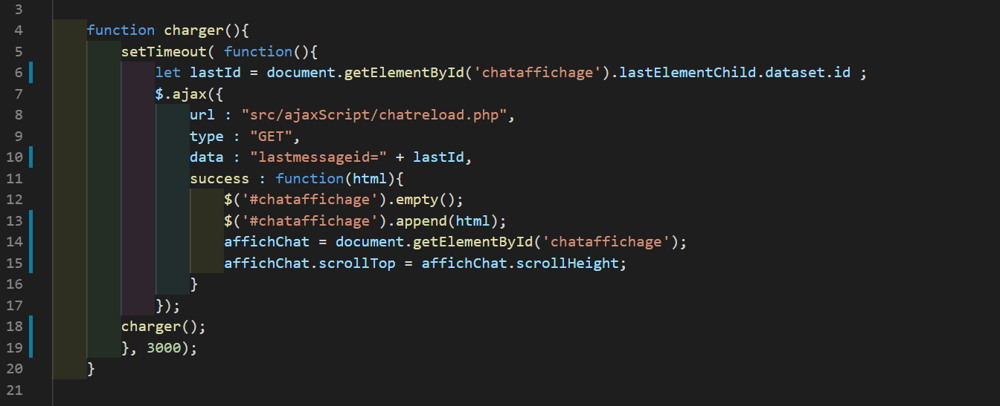 3
4 function charger(){
5 setTimeout( function(){
6 let lastId = document.getElementById('chataffichage').lastElementChild.dataset.id ;
7 $.ajax({
8 url : "src/ajaxScript/chatreload.php",
9 type : "GET",
10 data : "lastmessageid=" + lastId,
11 success : function(html){
12 $('#chataffichage').empty();
13 $('#chataffichage').append(html);
14 affichChat = document.getElementById('chataffichage');
15 affichChat.scrollTop = affichChat.scrollHeight;
16 }
17 });
18 charger();
19 }, 3000);
20 }
21